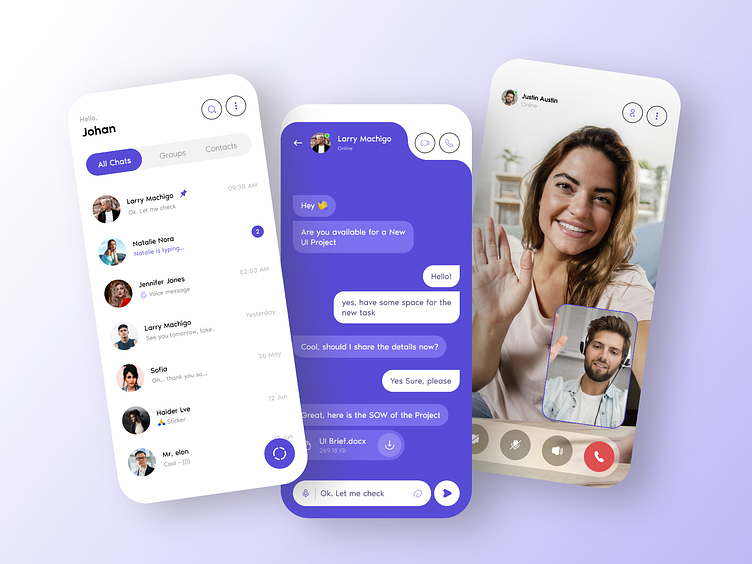 Hello,
Johan
All Chats
Groups
Contacts
Larry Machigo
09:38 AM
Ok. Let me check
Natalie Nora
2
Natalie is typing...
Jennifer Jones
02:03 AM
Voice message
Larry Machigo
Yesterday
See you tomorrow, take..
Sofia
26 May
Oh... thank you so...
Haider Lve
12 Jun
🙏 Sticker
Mr, elon
Jun
Cool :-))))
Larry Machigo
Online
Hey 👋
Are you available for a New
UI Project
Hello!
yes, have some space for the
new task
Cool, should I share the details now?
Yes Sure, please
Great, here is the SOW of the Project
UI Brief.docx
269.18 KB
Ok. Let me check
Justin Austin
Online